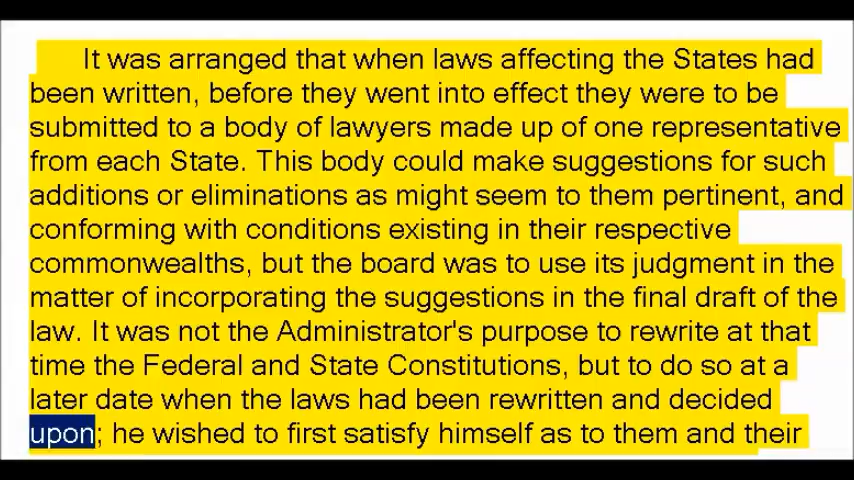 It was arranged that when laws affecting the States had
been written, before they went into effect they were to be
submitted to a body of lawyers made up of one representative
from each State. This body could make suggestions for such
additions or eliminations as might seem to them pertinent, and
conforming with conditions existing in their respective
commonwealths, but the board was to use its judgment in the
matter of incorporating the suggestions in the final draft of the
law. It was not the Administrator's purpose to rewrite at that
time the Federal and State Constitutions, but to do so at a
later date when the laws had been rewritten and decided
upon; he wished to first satisfy himself as to them and their